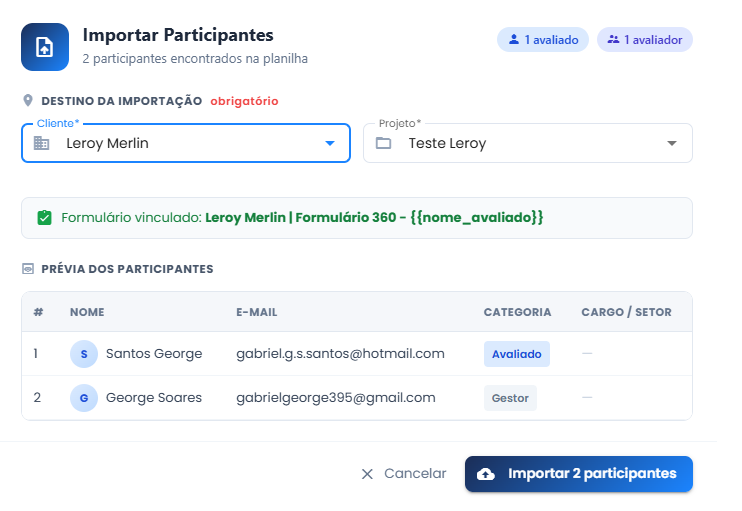 Importar Participantes
2 participantes encontrados na planilha
1 avaliado
1 avaliador
DESTINO DA IMPORTAÇÃO obrigatório
Cliente*
Leroy Merlin
Projeto*
Teste Leroy
Formulário vinculado: Leroy Merlin | Formulário 360 - {{nome_avaliado}}
PRÉVIA DOS PARTICIPANTES
# NOME E-MAIL CATEGORIA CARGO / SETOR
1 S Santos George gabriel.g.s.santos@hotmail.com Avaliado —
2 G George Soares gabrielgeorge395@gmail.com Gestor —
Cancelar
Importar 2 participantes